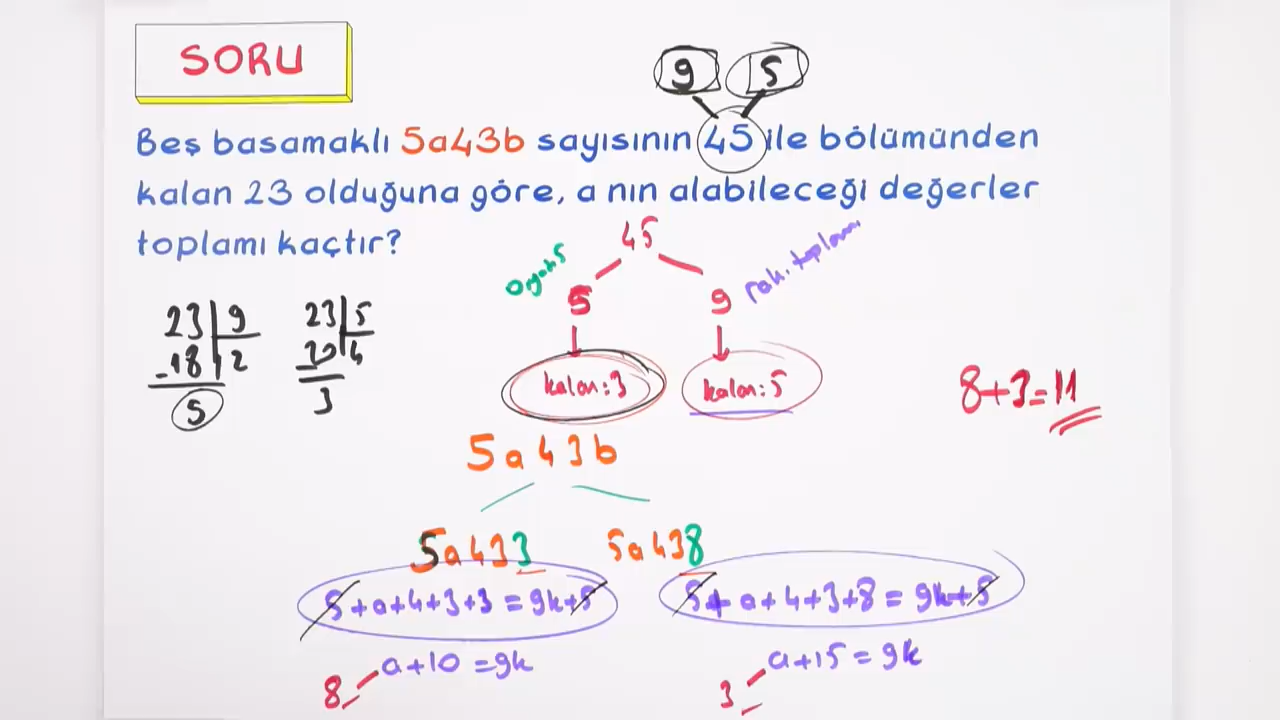 SORU
9 5
Beş basamaklı 5a43b sayısının 45 ile bölümünden
kalan 23 olduğuna göre, a nın alabileceği değerler
toplamı kaçtır?
45
5 9
rak. toplamı
23 9 23 5
-18 2 -20 4
5 3
kalan:3 kalan:5
8+3=11
5a43b
5a433 5a438
5+a+4+3+3=9k+5 5+a+4+3+8=9k+5
a+10=9k a+15=9k
8 3